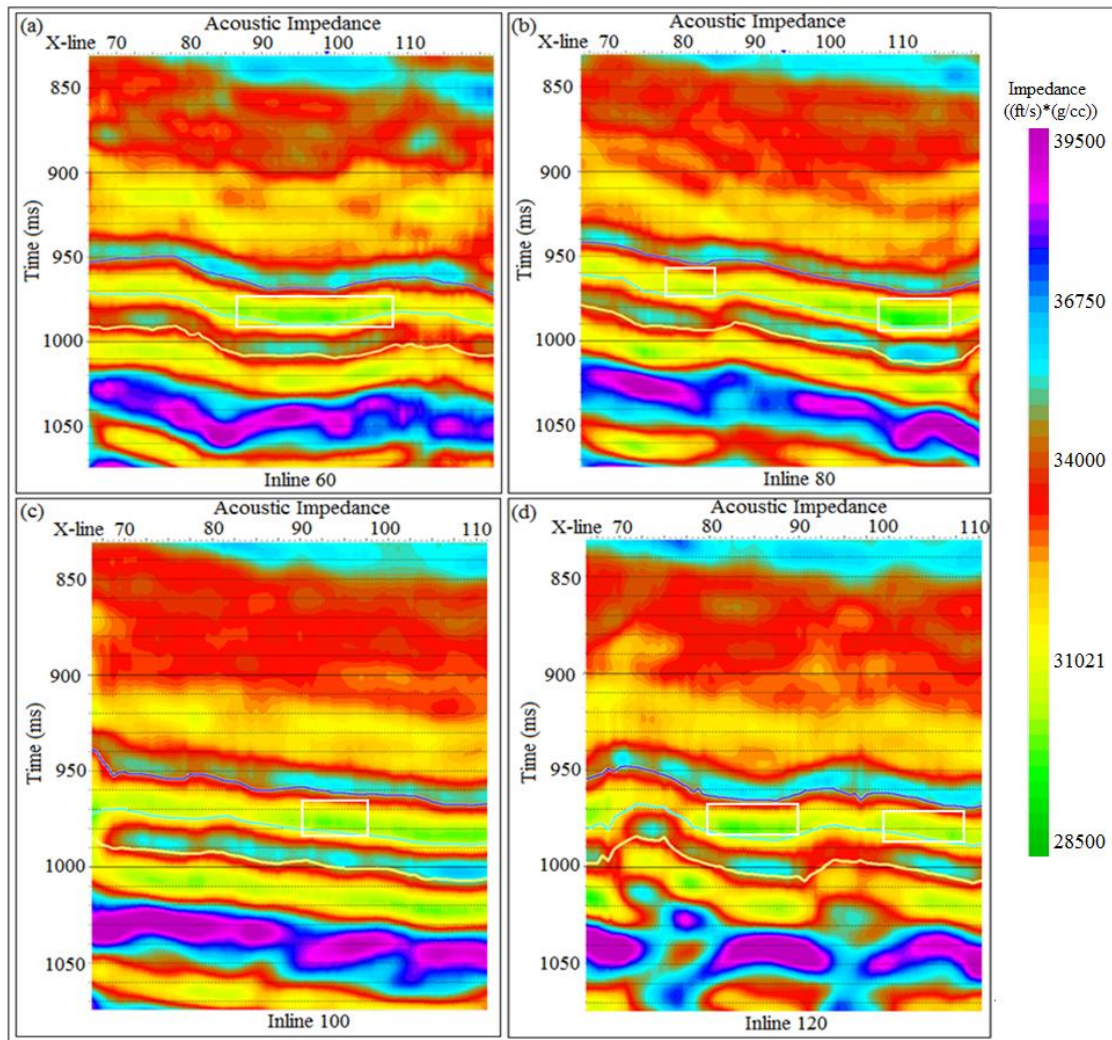 (a) Acoustic Impedance
X-line 70 80 90 100 110
850
900
950
1000
1050
Time (ms)
Inline 60
(b) Acoustic Impedance
X-line 70 80 90 100 110
850
900
950
1000
1050
Time (ms)
Inline 80
(c) Acoustic Impedance
X-line 70 80 90 100 110
850
900
950
1000
1050
Time (ms)
Inline 100
(d) Acoustic Impedance
X-line 70 80 90 100 110
850
900
950
1000
1050
Time (ms)
Inline 120
Impedance
((ft/s)*(g/cc))
39500
36750
34000
31021
28500